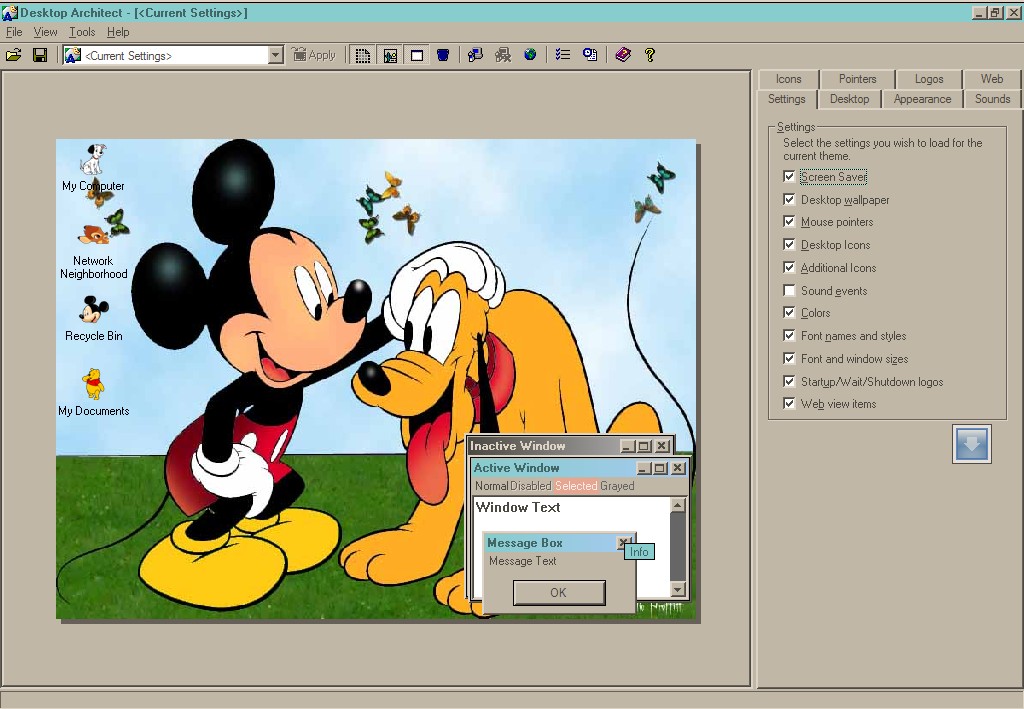 Desktop Architect - [<Current Settings>]
File View Tools Help
<Current Settings> Apply
Icons Pointers Logos Web
Settings Desktop Appearance Sounds
Settings
Select the settings you wish to load for the
current theme.
Screen Saver
Desktop wallpaper
Mouse pointers
Desktop Icons
Additional Icons
Sound events
Colors
Font names and styles
Font and window sizes
Startup/Wait/Shutdown logos
Web view items
My Computer
Network
Neighborhood
Recycle Bin
My Documents
Inactive Window
Active Window
Normal Disabled Selected Grayed
Window Text
Message Box
Info
Message Text
OK